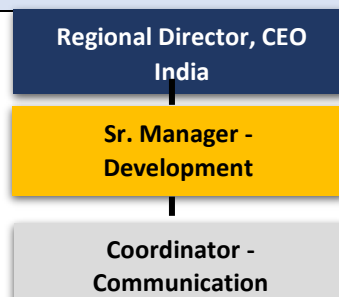 Regional Director, CEO
India
Sr. Manager -
Development
Coordinator -
Communication